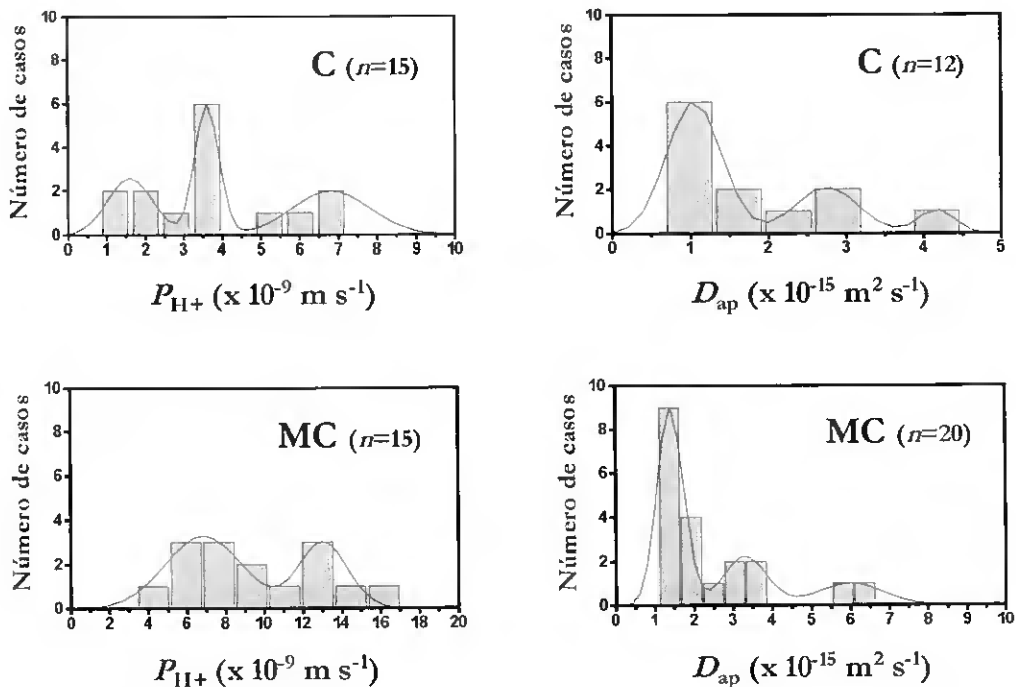 10
8
6
4
2
0
Número de casos
C (n=15)
0 1 2 3 4 5 6 7 8 9 10
P_H+ (x 10⁻⁹ m s⁻¹)
10
8
6
4
2
0
Número de casos
C (n=12)
0 1 2 3 4 5
D_ap (x 10⁻¹⁵ m² s⁻¹)
10
8
6
4
2
0
Número de casos
MC (n=15)
0 2 4 6 8 10 12 14 16 18 20
P_H+ (x 10⁻⁹ m s⁻¹)
10
8
6
4
2
0
Número de casos
MC (n=20)
0 1 2 3 4 5 6 7 8 9 10
D_ap (x 10⁻¹⁵ m² s⁻¹)